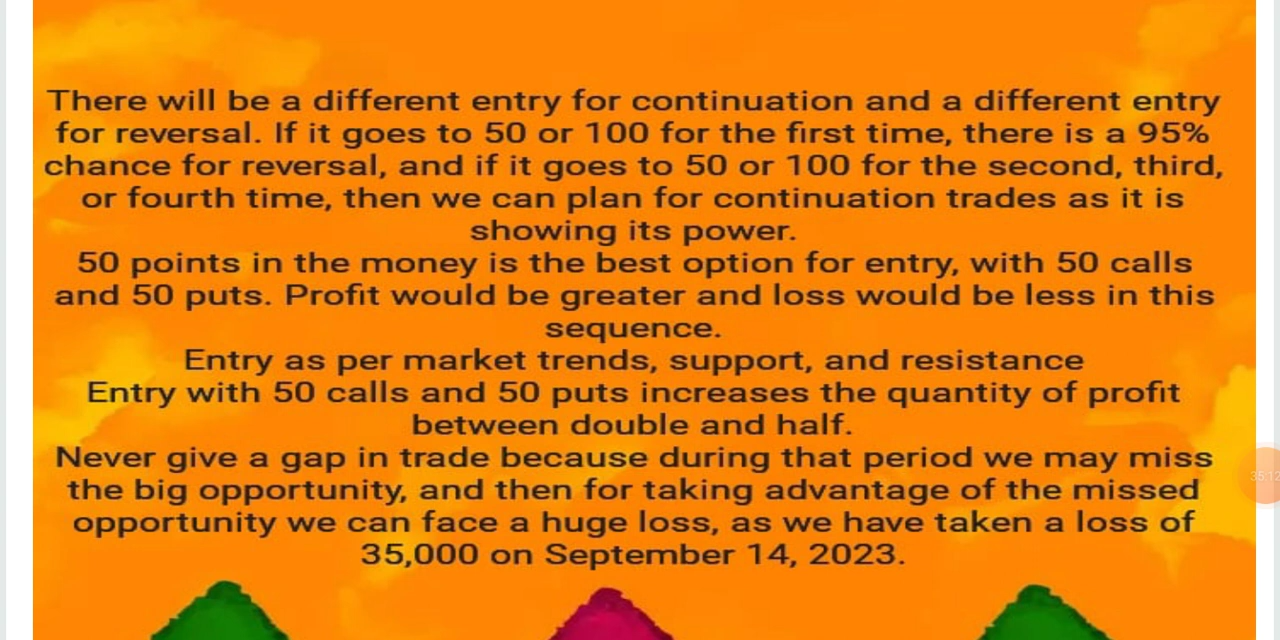 There will be a different entry for continuation and a different entry
for reversal. If it goes to 50 or 100 for the first time, there is a 95%
chance for reversal, and if it goes to 50 or 100 for the second, third,
or fourth time, then we can plan for continuation trades as it is
showing its power.
50 points in the money is the best option for entry, with 50 calls
and 50 puts. Profit would be greater and loss would be less in this
sequence.
Entry as per market trends, support, and resistance
Entry with 50 calls and 50 puts increases the quantity of profit
between double and half.
Never give a gap in trade because during that period we may miss
the big opportunity, and then for taking advantage of the missed
opportunity we can face a huge loss, as we have taken a loss of
35,000 on September 14, 2023.
35:12